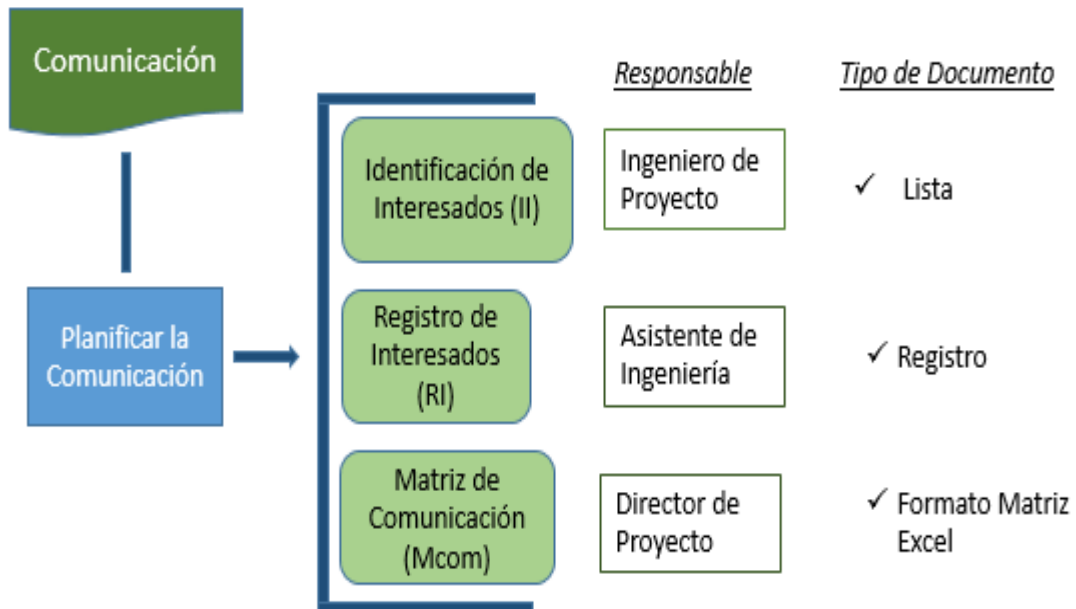 Comunicación
Responsable
Tipo de Documento
Identificación de
Interesados (II)
Ingeniero de
Proyecto
✓ Lista
Planificar la
Comunicación
Registro de
Interesados
(RI)
Asistente de
Ingeniería
✓ Registro
Matriz de
Comunicación
(Mcom)
Director de
Proyecto
✓ Formato Matriz
Excel